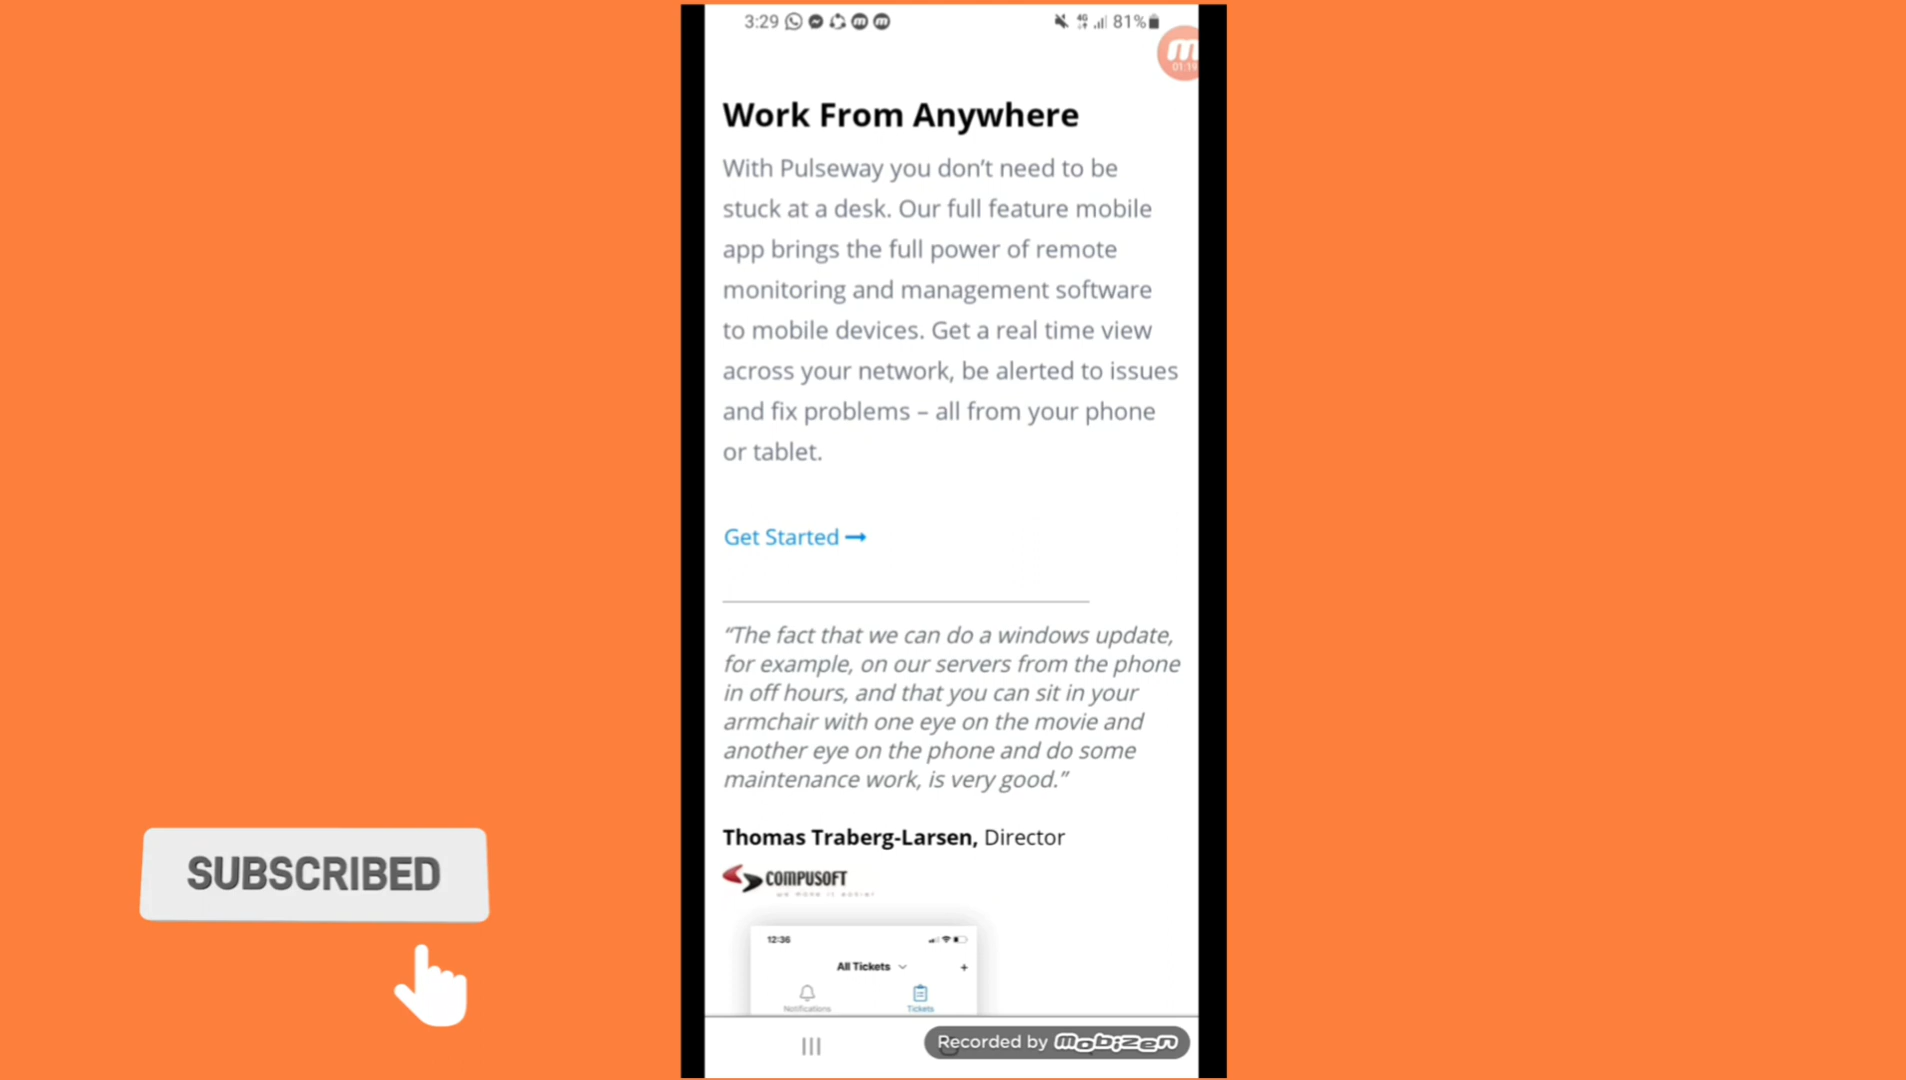 3:29
81%
01:19
Work From Anywhere
With Pulseway you don’t need to be
stuck at a desk. Our full feature mobile
app brings the full power of remote
monitoring and management software
to mobile devices. Get a real time view
across your network, be alerted to issues
and fix problems – all from your phone
or tablet.
Get Started →
“The fact that we can do a windows update,
for example, on our servers from the phone
in off hours, and that you can sit in your
armchair with one eye on the movie and
another eye on the phone and do some
maintenance work, is very good.”
Thomas Traberg-Larsen, Director
COMPUSOFT
12:36
All Tickets
+
Notifications
Tickets
Recorded by mobizen
SUBSCRIBED